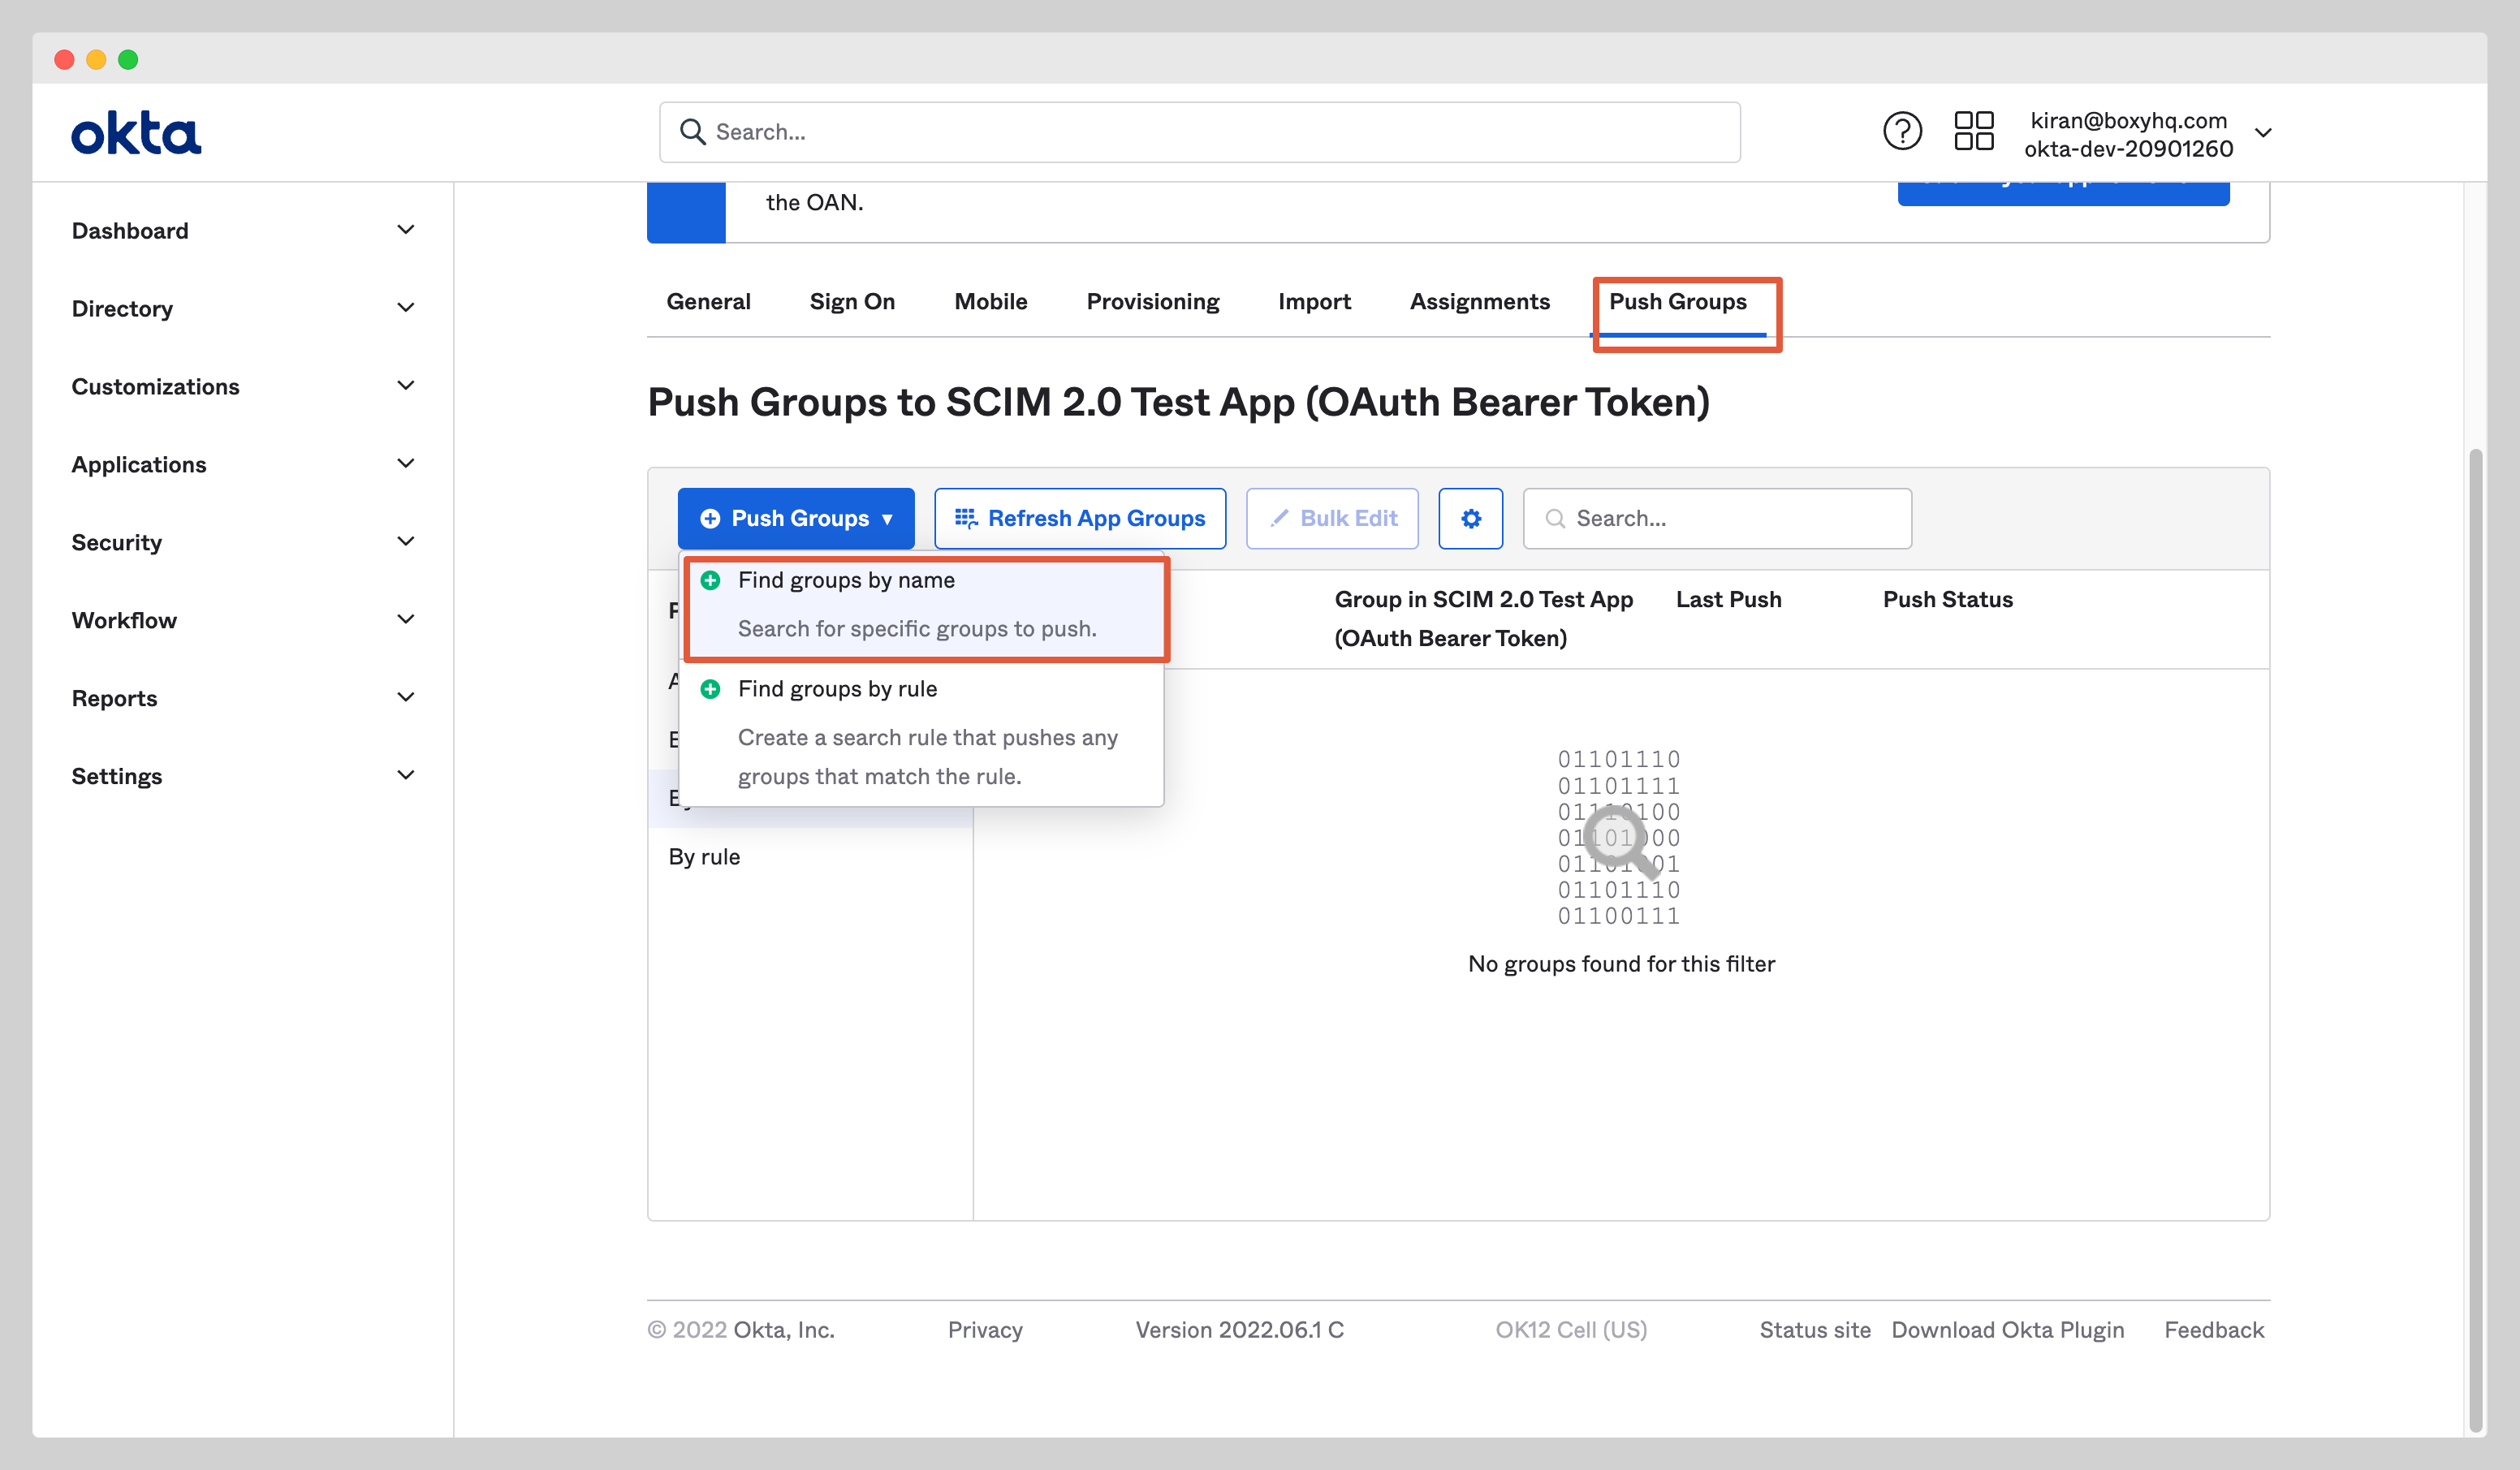 okta
Search...
kiran@boxyhq.com
okta-dev-20901260
Dashboard
Directory
Customizations
Applications
Security
Workflow
Reports
Settings
the OAN.
General
Sign On
Mobile
Provisioning
Import
Assignments
Push Groups
Push Groups to SCIM 2.0 Test App (OAuth Bearer Token)
Push Groups
Refresh App Groups
Bulk Edit
Search...
Find groups by name
Search for specific groups to push.
Find groups by rule
Create a search rule that pushes any
groups that match the rule.
By rule
Group in SCIM 2.0 Test App
(OAuth Bearer Token)
Last Push
Push Status
01101110
01101111
01110100
01101000
01101001
01101110
01100111
No groups found for this filter
© 2022 Okta, Inc.
Privacy
Version 2022.06.1 C
OK12 Cell (US)
Status site
Download Okta Plugin
Feedback